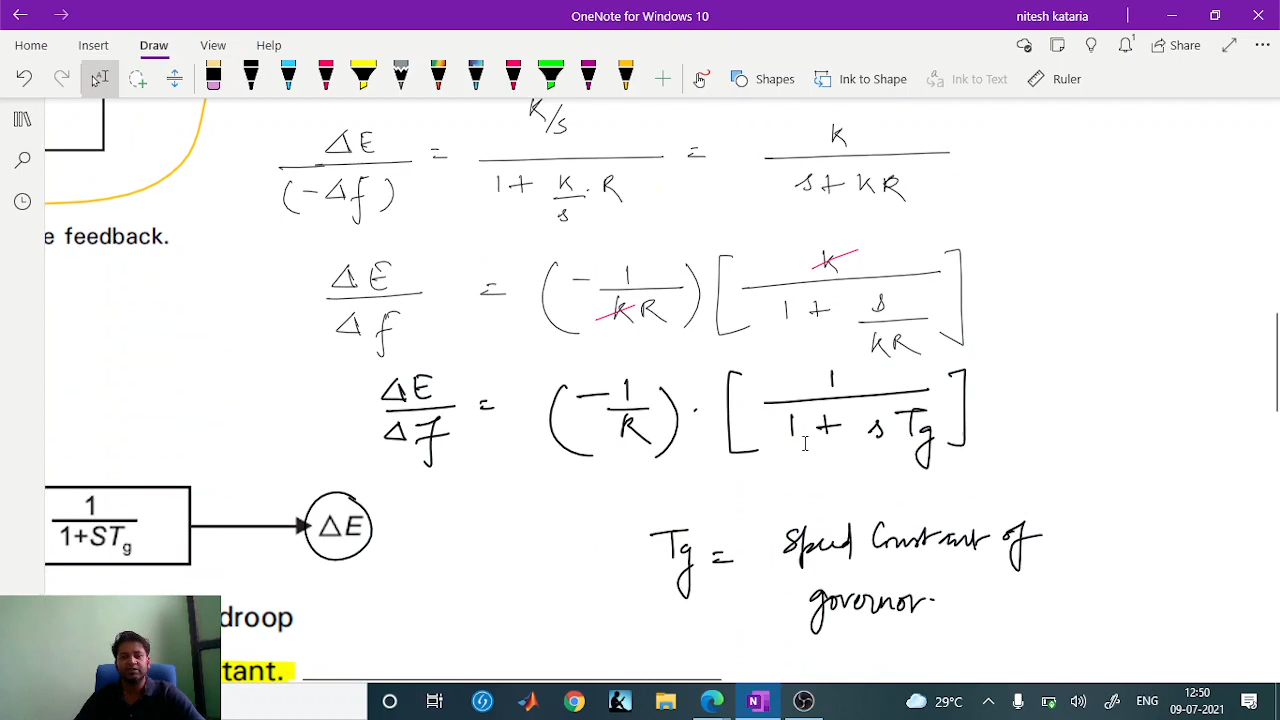 OneNote for Windows 10
nitesh kataria
Home Insert Draw View Help
Share
Shapes
Ink to Shape
Ink to Text
Ruler
ΔE/(-Δf) = (K/s)/(1 + K/s · R) = K/(s + KR)
e feedback.
ΔE/Δf = (-1/KR) [K/(1 + s/KR)]
ΔE/Δf = (-1/R) · [1/(1 + sTg)]
1/(1+STg)
ΔE
Tg = Speed Constant of
governor.
droop
tant.
29°C
ENG
12:50
09-07-2021